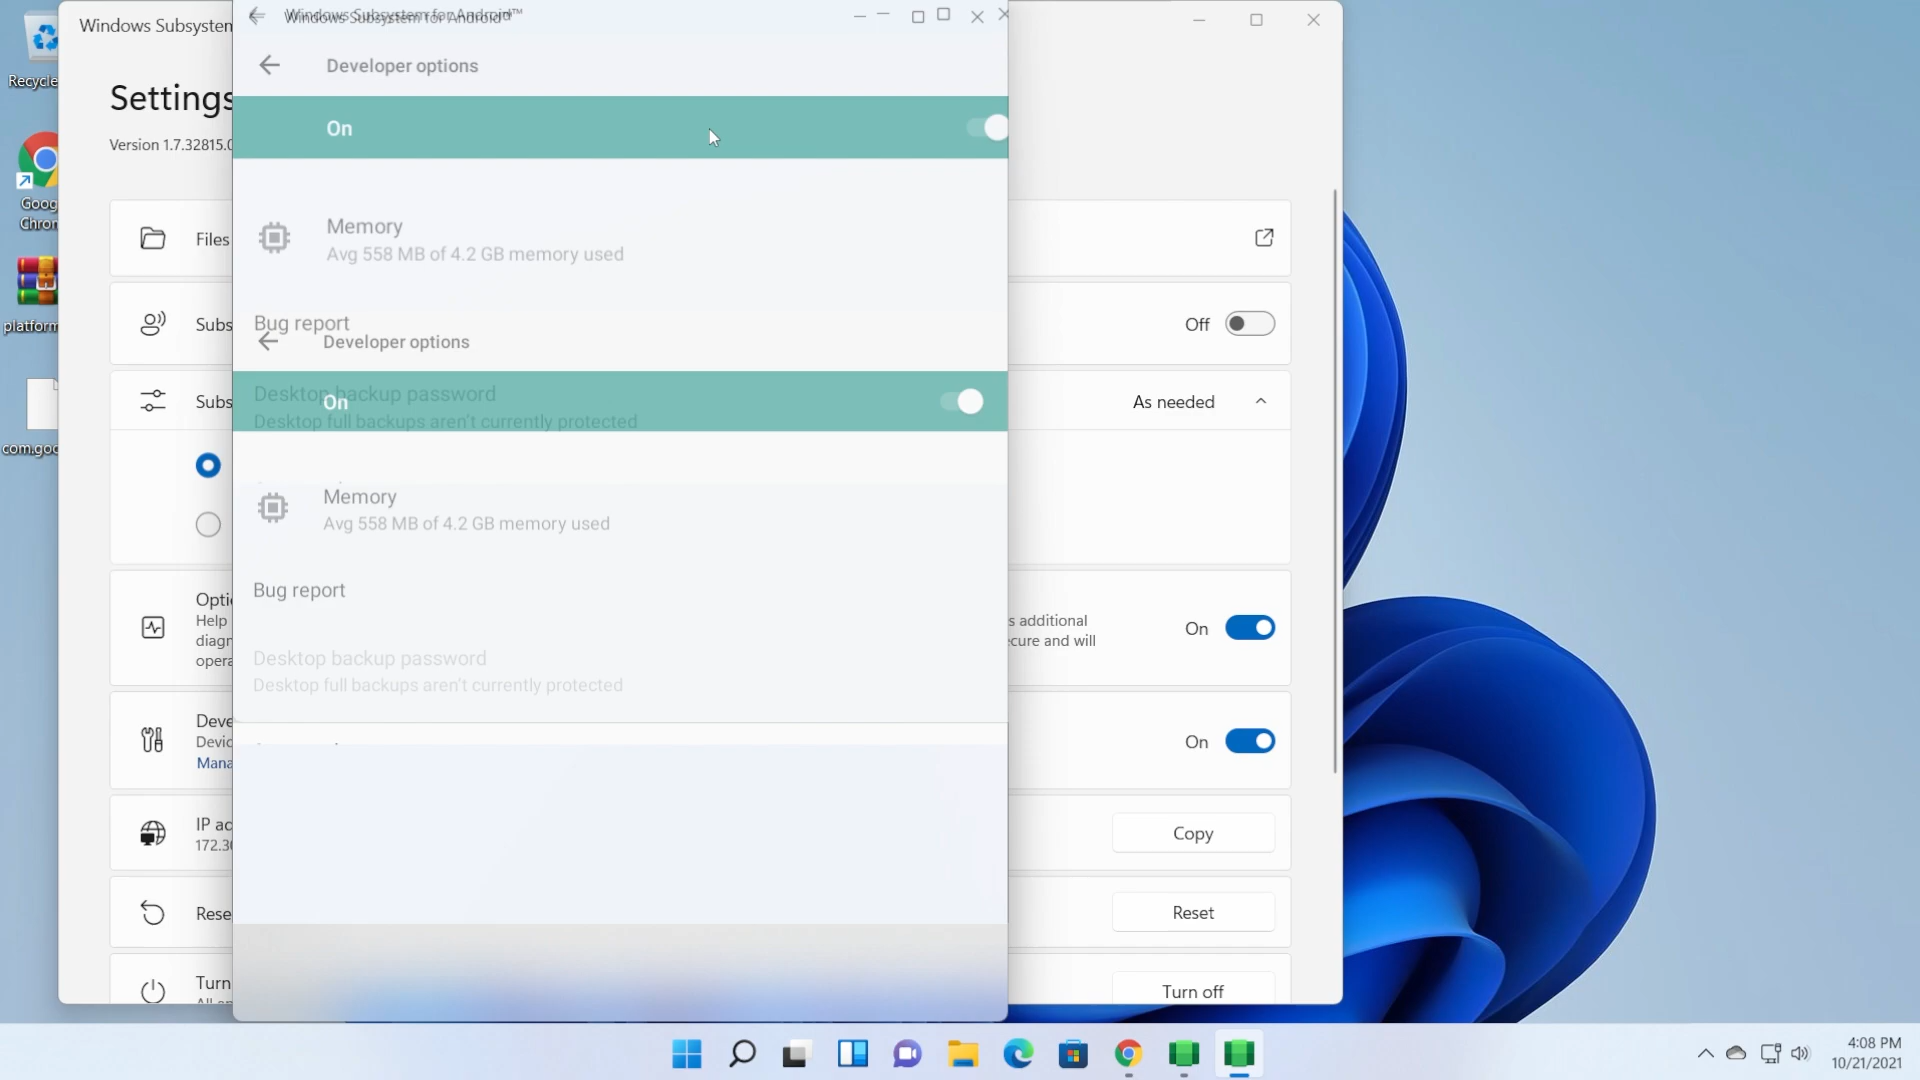 Recycle
Goog
Chron
platform
com.goo
Windows Subsystem
Settings
Version 1.7.32815.0
Files
Subs
Off
Subs
As needed
Opti
Help
diagn
opera
s additional
cure and will
On
Deve
Devic
Mana
On
IP ad
172.30
Copy
Rese
Reset
Turn
Turn off
Windows Subsystem for Android™
Developer options
On
Memory
Avg 558 MB of 4.2 GB memory used
Bug report
Developer options
Desktop backup password
On
Desktop full backups aren't currently protected
Memory
Avg 558 MB of 4.2 GB memory used
Bug report
Desktop backup password
Desktop full backups aren't currently protected
4:08 PM
10/21/2021